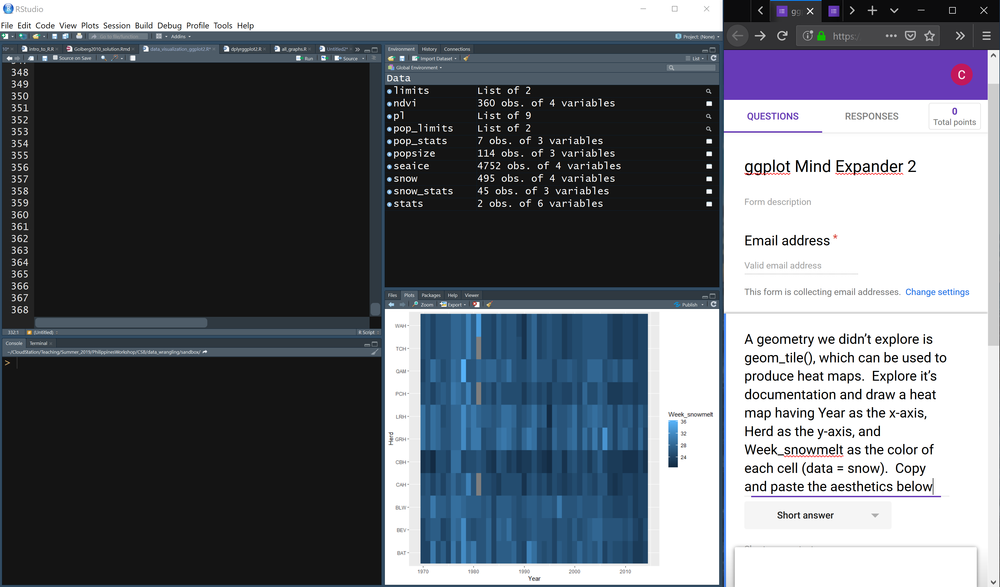 RStudio
File Edit Code View Plots Session Build Debug Profile Tools Help
Go to file/function
Addins
Project: (None)
10*
intro_to_R.R
Golberg2010_solution.Rmd
data_visualization_ggplot2.R*
dplyrggplot2.R
all_graphs.R
Untitled2*
Source on Save
Run
Source
348
349
350
351
352
353
354
355
356
357
358
359
360
361
362
363
364
365
366
367
368
332:1
(Untitled)
R Script
Console
Terminal
~/CloudStation/Teaching/Summer_2019/PhilippinesWorkshop/CSB/data_wrangling/sandbox/
>
Environment
History
Connections
Import Dataset
List
Global Environment
Data
limits List of 2
ndvi 360 obs. of 4 variables
pl List of 9
pop_limits List of 2
pop_stats 7 obs. of 3 variables
popsize 114 obs. of 3 variables
seaice 4752 obs. of 4 variables
snow 495 obs. of 4 variables
snow_stats 45 obs. of 3 variables
stats 2 obs. of 6 variables
Files
Plots
Packages
Help
Viewer
Zoom
Export
Publish
WAH
TCH
QAM
PCH
LRH
GRH
CBH
CAH
BLW
BEV
BAT
Herd
1970 1980 1990 2000 2010
Year
Week_snowmelt
36
32
28
24
gg
https:/
C
QUESTIONS
RESPONSES
0
Total points
ggplot Mind Expander 2
Form description
Email address *
Valid email address
This form is collecting email addresses. Change settings
A geometry we didn’t explore is
geom_tile(), which can be used to
produce heat maps.  Explore it’s
documentation and draw a heat
map having Year as the x-axis,
Herd as the y-axis, and
Week_snowmelt as the color of
each cell (data = snow).  Copy
and paste the aesthetics below
Short answer